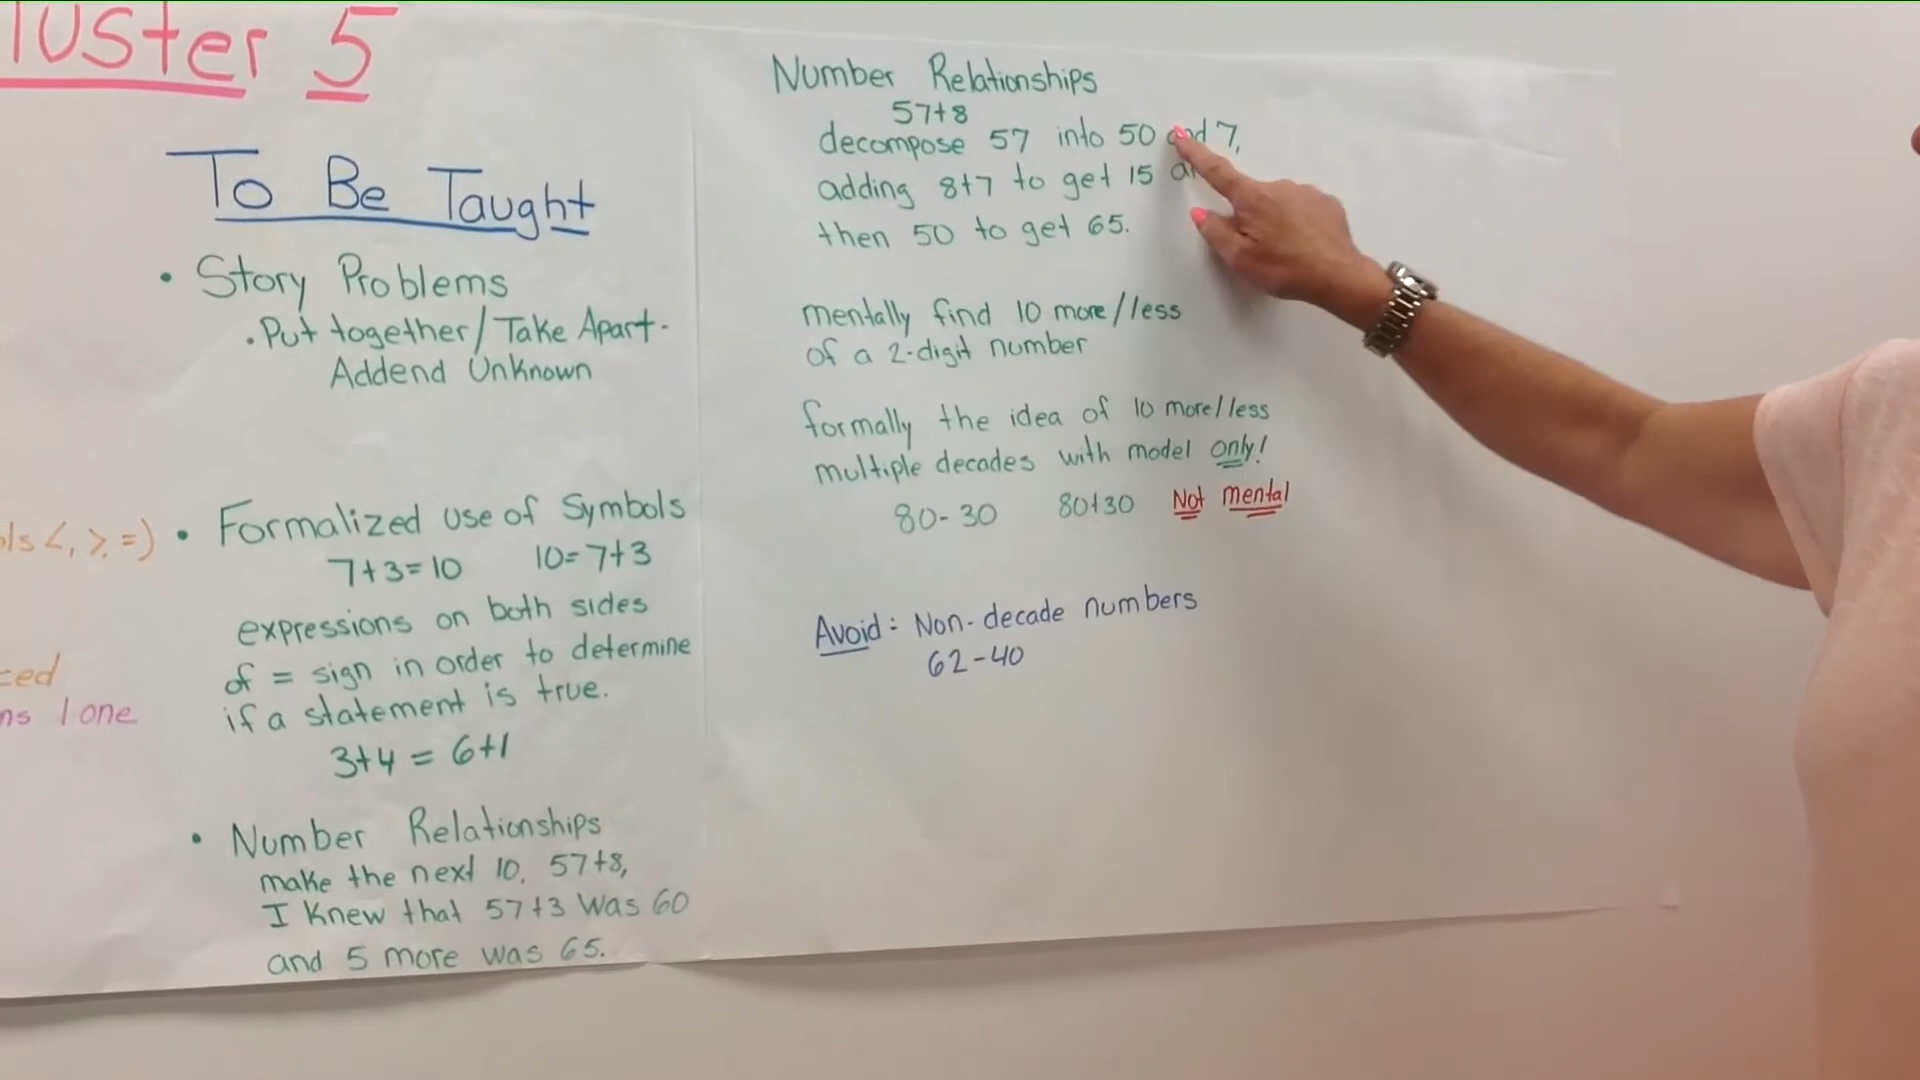 luster 5
To Be Taught
• Story Problems
• Put together/Take Apart-
Addend Unknown
ls <, >, =)
• Formalized use of Symbols
7+3=10 10=7+3
expressions on both sides
of = sign in order to determine
if a statement is true.
3+4 = 6+1
ced
ns 1 one
• Number Relationships
make the next 10, 57+8,
I knew that 57+3 was 60
and 5 more was 65.
Number Relationships
57+8
decompose 57 into 50 and 7,
adding 8+7 to get 15
then 50 to get 65.
mentally find 10 more/less
of a 2-digit number
formally the idea of 10 more/less
multiple decades with model only!
80-30 80+30 Not mental
Avoid: Non-decade numbers
62-40